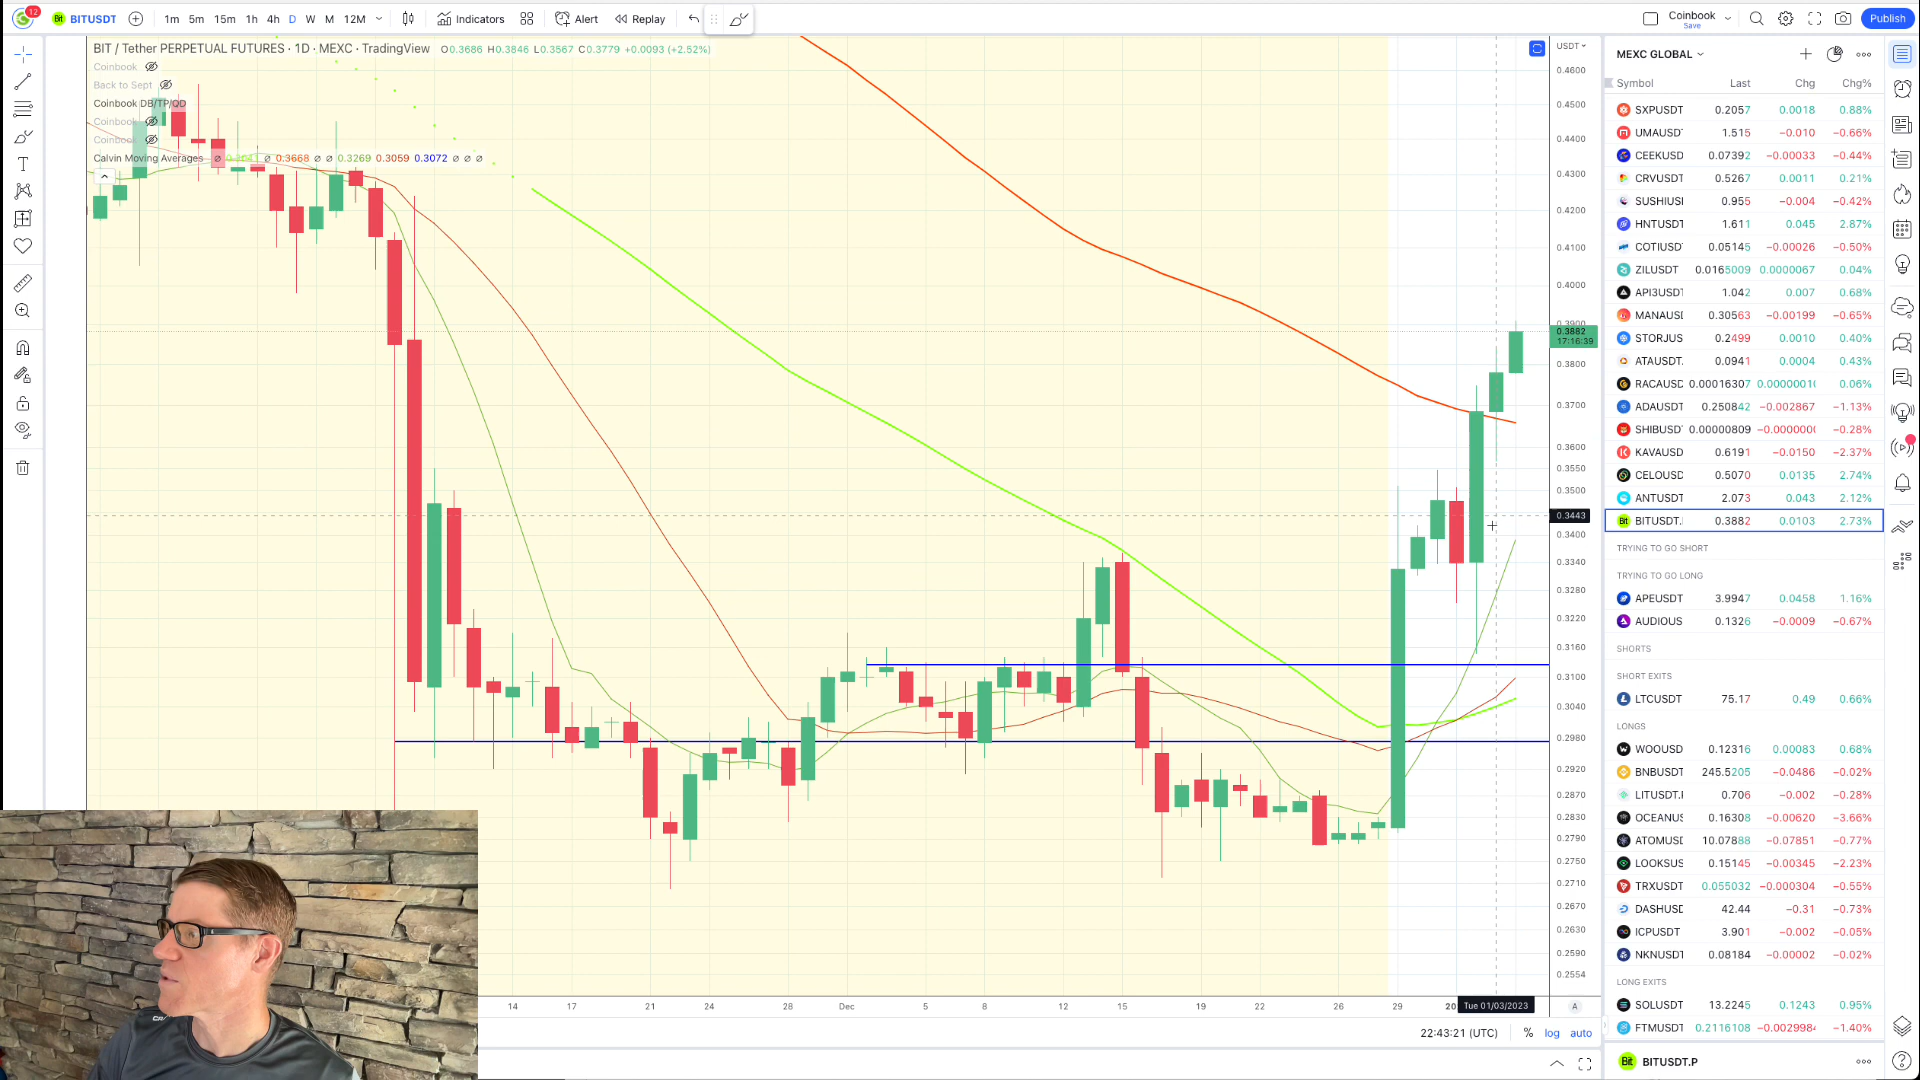 12
Bit BITUSDT
1m 5m 15m 1h 4h D W M 12M
Indicators
Alert
Replay
Coinbook
Save
Publish
BIT / Tether PERPETUAL FUTURES · 1D · MEXC · TradingView O0.3686 H0.3846 L0.3567 C0.3779 +0.0093 (+2.52%)
Coinbook
Back to Sept
Coinbook DB/TP/QD
Coinbook
Calvin Moving Averages ∅ ∅ 0.3668 ∅ ∅ 0.3269 0.3059 0.3072 ∅ ∅ ∅
USDT
0.4600
0.4500
0.4400
0.4300
0.4200
0.4100
0.4000
0.3900
0.3882
17:16:39
0.3800
0.3700
0.3600
0.3550
0.3500
0.3443
0.3400
0.3340
0.3280
0.3220
0.3160
0.3100
0.3040
0.2980
0.2920
0.2870
0.2830
0.2790
0.2750
0.2710
0.2670
0.2630
0.2590
0.2554
14 17 21 24 28 Dec 5 8 12 15 19 22 26 29 20 Tue 01/03/2023 A
22:43:21 (UTC) % log auto
MEXC GLOBAL
Symbol Last Chg Chg%
SXPUSDT 0.2057 0.0018 0.88%
UMAUSDT 1.515 −0.010 −0.66%
CEEKUSD 0.07392 −0.00033 −0.44%
CRVUSDT 0.5267 0.0011 0.21%
SUSHIUSI 0.955 −0.004 −0.42%
HNTUSDT 1.611 0.045 2.87%
COTIUSDT 0.05145 −0.00026 −0.50%
ZILUSDT 0.0165009 0.0000067 0.04%
API3USDT 1.042 0.007 0.68%
MANAUSD 0.30563 −0.00199 −0.65%
STORJUS 0.2499 0.0010 0.40%
ATAUSDT. 0.0941 0.0004 0.43%
RACAUSD 0.00016307 0.0000001 0.06%
ADAUSDT 0.250842 −0.002867 −1.13%
SHIBUSD 0.00000809 −0.0000000 −0.28%
KAVAUSD 0.6191 −0.0150 −2.37%
CELOUSD 0.5070 0.0135 2.74%
ANTUSDT 2.073 0.043 2.12%
Bit BITUSDT. 0.3882 0.0103 2.73%
TRYING TO GO SHORT
TRYING TO GO LONG
APEUSDT 3.9947 0.0458 1.16%
AUDIOUS 0.1326 −0.0009 −0.67%
SHORTS
SHORT EXITS
LTCUSDT 75.17 0.49 0.66%
LONGS
WOOUSD 0.12316 0.00083 0.68%
BNBUSDT 245.5205 −0.0486 −0.02%
LITUSDT.I 0.706 −0.002 −0.28%
OCEANUS 0.16308 −0.00620 −3.66%
ATOMUSD 10.07888 −0.07851 −0.77%
LOOKSUS 0.15145 −0.00345 −2.23%
TRXUSDT 0.055032 −0.000304 −0.55%
DASHUSD 42.44 −0.31 −0.73%
ICPUSDT 3.901 −0.002 −0.05%
NKNUSDT 0.08184 −0.00002 −0.02%
LONG EXITS
SOLUSDT 13.2245 0.1243 0.95%
FTMUSDT 0.2116108 −0.0029984 −1.40%
Bit BITUSDT.P